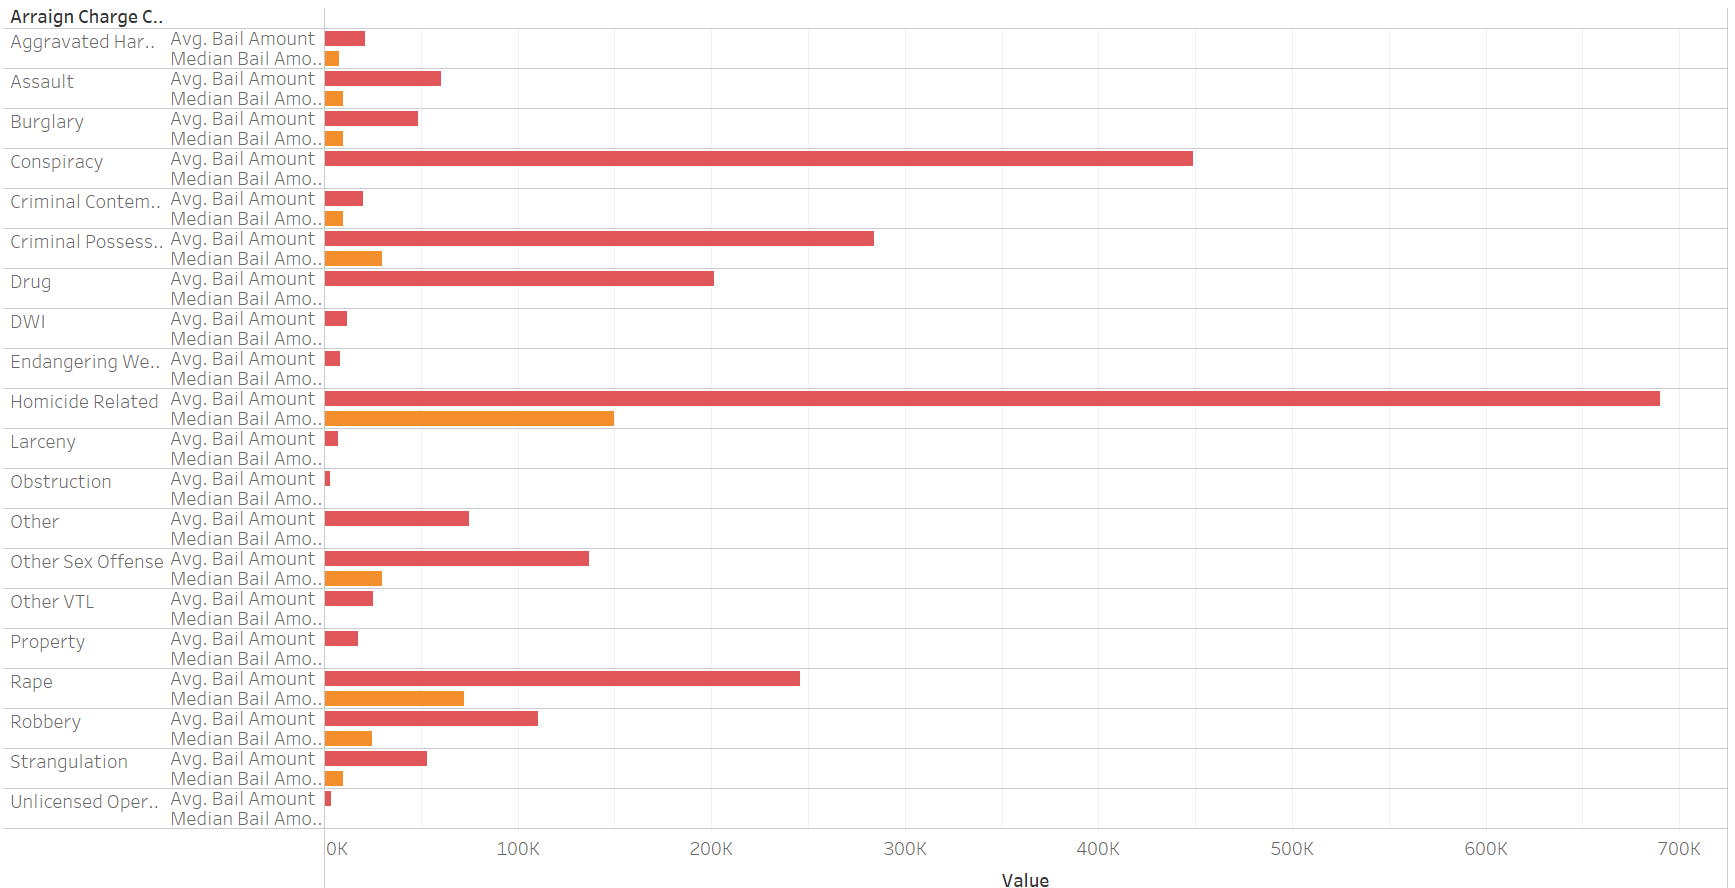 Arraign Charge C..
Aggravated Har.. Avg. Bail Amount
Median Bail Amo..
Assault Avg. Bail Amount
Median Bail Amo..
Burglary Avg. Bail Amount
Median Bail Amo..
Conspiracy Avg. Bail Amount
Median Bail Amo..
Criminal Contem.. Avg. Bail Amount
Median Bail Amo..
Criminal Possess.. Avg. Bail Amount
Median Bail Amo..
Drug Avg. Bail Amount
Median Bail Amo..
DWI Avg. Bail Amount
Median Bail Amo..
Endangering We.. Avg. Bail Amount
Median Bail Amo..
Homicide Related Avg. Bail Amount
Median Bail Amo..
Larceny Avg. Bail Amount
Median Bail Amo..
Obstruction Avg. Bail Amount
Median Bail Amo..
Other Avg. Bail Amount
Median Bail Amo..
Other Sex Offense Avg. Bail Amount
Median Bail Amo..
Other VTL Avg. Bail Amount
Median Bail Amo..
Property Avg. Bail Amount
Median Bail Amo..
Rape Avg. Bail Amount
Median Bail Amo..
Robbery Avg. Bail Amount
Median Bail Amo..
Strangulation Avg. Bail Amount
Median Bail Amo..
Unlicensed Oper.. Avg. Bail Amount
Median Bail Amo..
0K 100K 200K 300K 400K 500K 600K 700K
Value